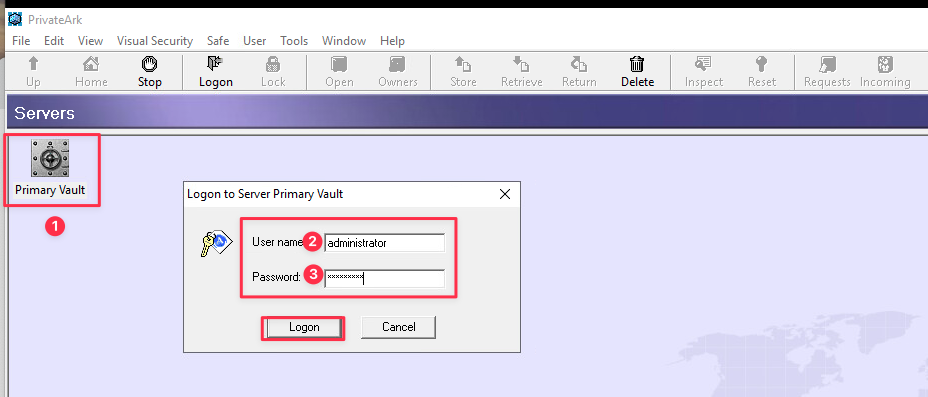 PrivateArk
File Edit View Visual Security Safe User Tools Window Help
Up Home Stop Logon Lock Open Owners Store Retrieve Return Delete Inspect Reset Requests Incoming
Servers
Primary Vault
1
Logon to Server Primary Vault
User name 2 administrator
Password: 3 xxxxxxxxx
Logon Cancel